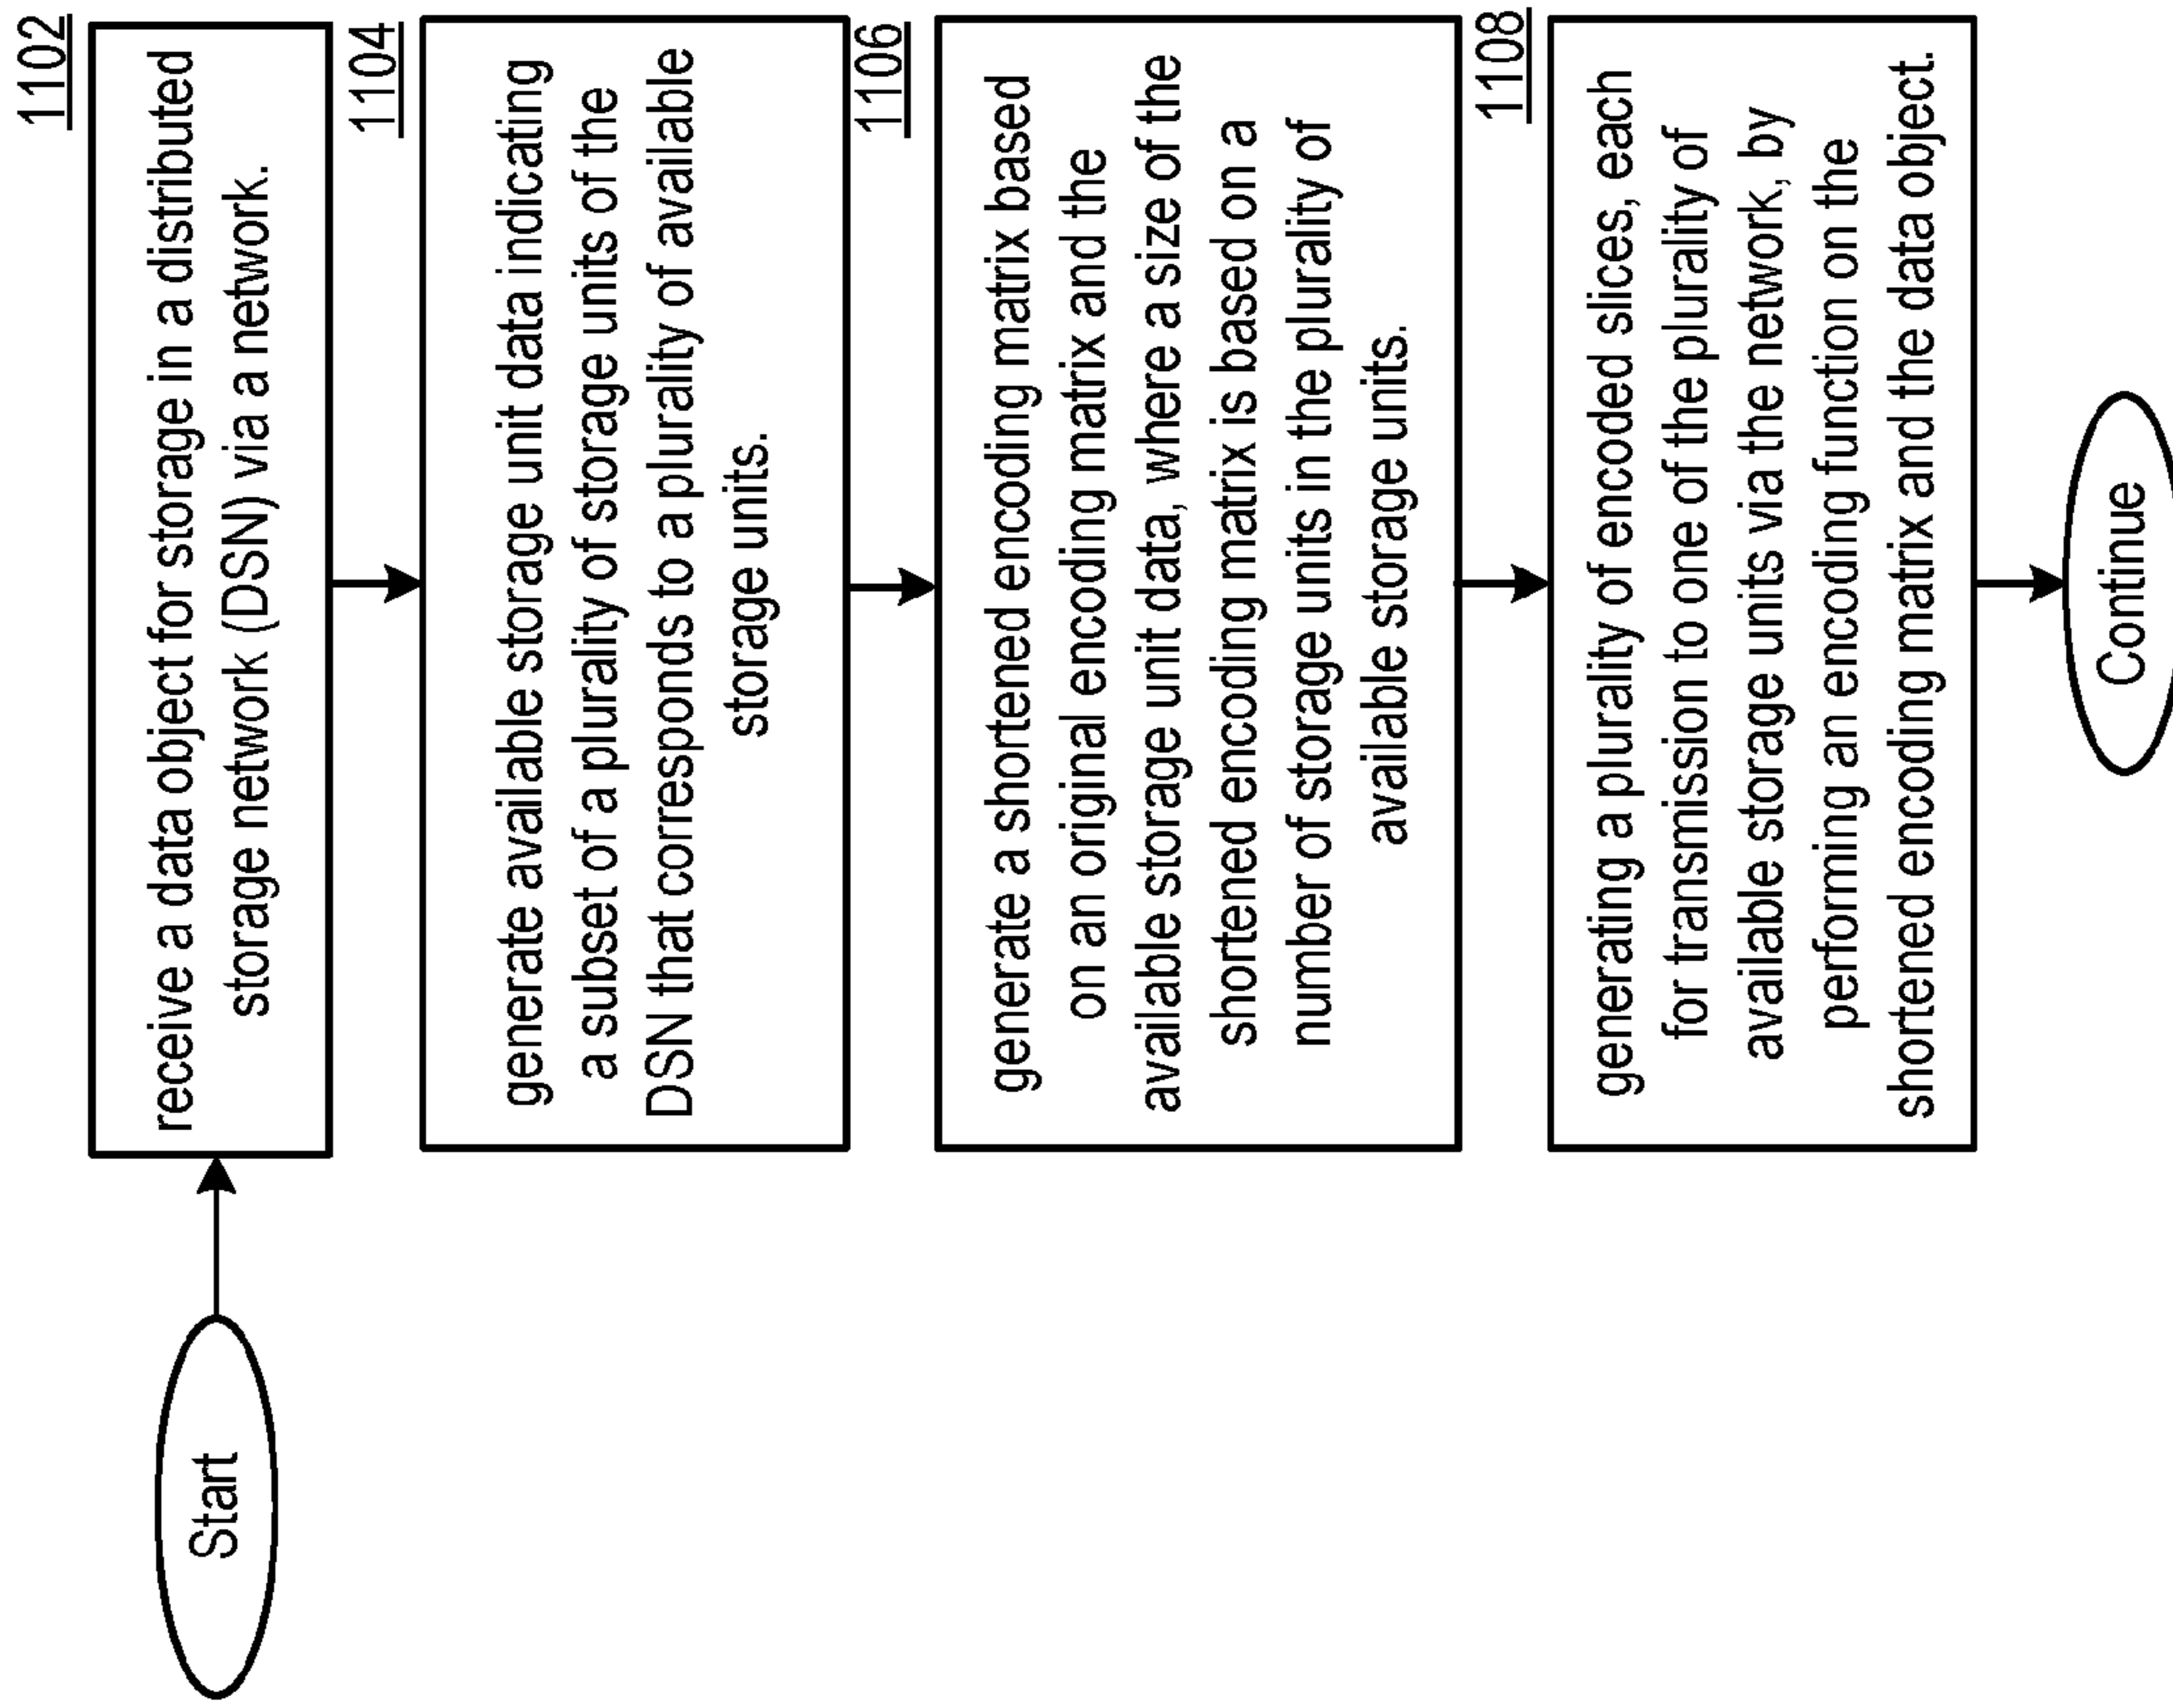 Start
1102
receive a data object for storage in a distributed
storage network (DSN) via a network.
1104
generate available storage unit data indicating
a subset of a plurality of storage units of the
DSN that corresponds to a plurality of available
storage units.
1106
generate a shortened encoding matrix based
on an original encoding matrix and the
available storage unit data, where a size of the
shortened encoding matrix is based on a
number of storage units in the plurality of
available storage units.
1108
generating a plurality of encoded slices, each
for transmission to one of the plurality of
available storage units via the network, by
performing an encoding function on the
shortened encoding matrix and the data object.
Continue